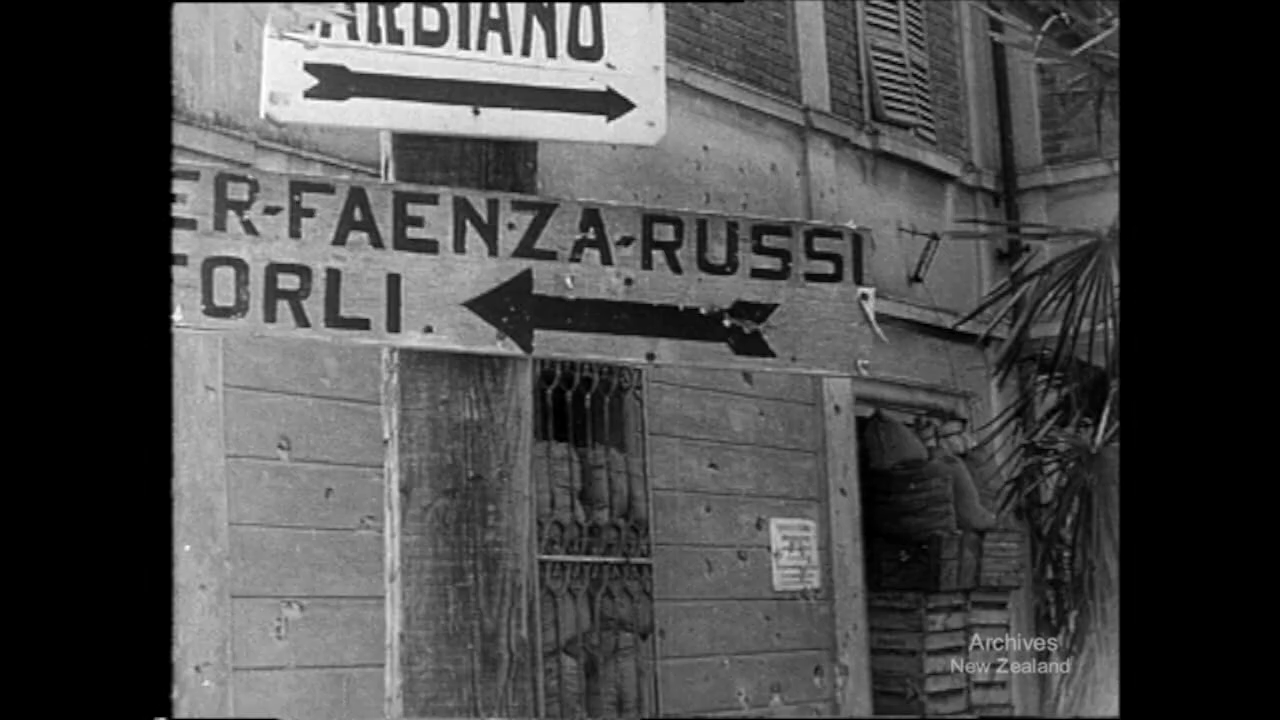 ARBIANO
ER-FAENZA-RUSSI
FORLI
Archives
New Zealand